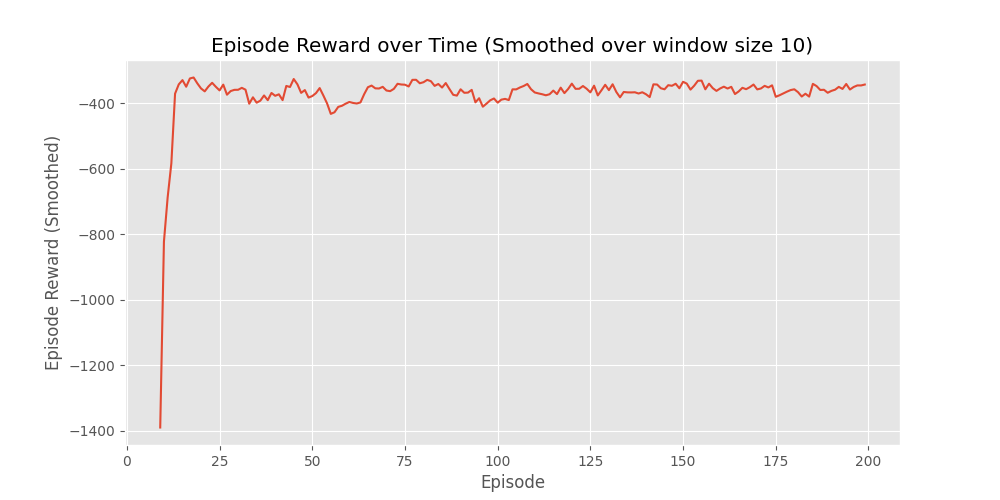 Episode Reward over Time (Smoothed over window size 10)
Episode Reward (Smoothed)
−400
−600
−800
−1000
−1200
−1400
0 25 50 75 100 125 150 175 200
Episode